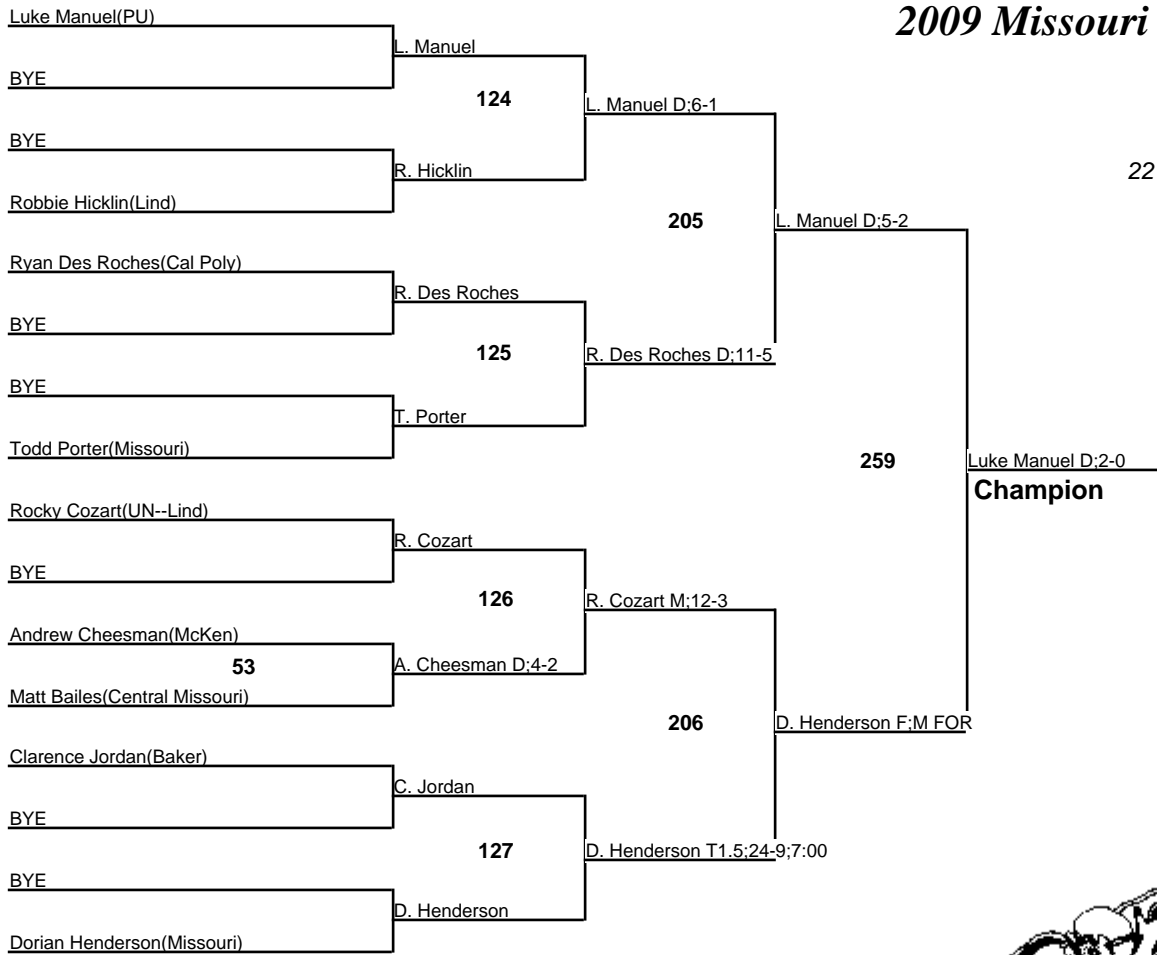 2009 Missouri
22
Luke Manuel(PU)
BYE
BYE
Robbie Hicklin(Lind)
Ryan Des Roches(Cal Poly)
BYE
BYE
Todd Porter(Missouri)
Rocky Cozart(UN--Lind)
BYE
Andrew Cheesman(McKen)
53
Matt Bailes(Central Missouri)
Clarence Jordan(Baker)
BYE
BYE
Dorian Henderson(Missouri)
L. Manuel
124
R. Hicklin
R. Des Roches
125
T. Porter
R. Cozart
126
A. Cheesman D;4-2
C. Jordan
127
D. Henderson
L. Manuel D;6-1
205
R. Des Roches D;11-5
R. Cozart M;12-3
206
D. Henderson T1.5;24-9;7:00
L. Manuel D;5-2
259
D. Henderson F;M FOR
Luke Manuel D;2-0
Champion